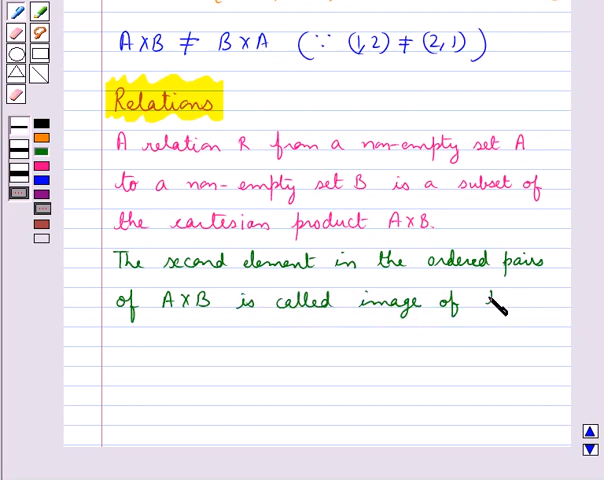 A×B ≠ B×A (∵ (1,2) ≠ (2,1))
Relations
A relation R from a non-empty set A
to a non-empty set B is a subset of
the cartesian product A×B.
The second element in the ordered pairs
of A×B is called image of